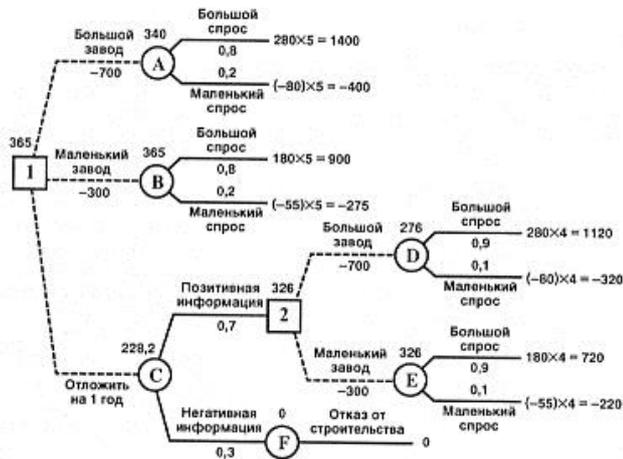 Большой
завод
−700
340
A
Большой
спрос
0,8
280×5 = 1400
0,2
(−80)×5 = −400
Маленький
спрос
365
1
Маленький
завод
−300
365
B
Большой
спрос
0,8
180×5 = 900
0,2
(−55)×5 = −275
Маленький
спрос
Отложить
на 1 год
228,2
C
Позитивная
информация
0,7
326
2
Большой
завод
−700
276
D
Большой
спрос
0,9
280×4 = 1120
0,1
(−80)×4 = −320
Маленький
спрос
Маленький
завод
−300
326
E
Большой
спрос
0,9
180×4 = 720
0,1
(−55)×4 = −220
Маленький
спрос
Негативная
информация
0,3
0
F
Отказ от
строительства
0